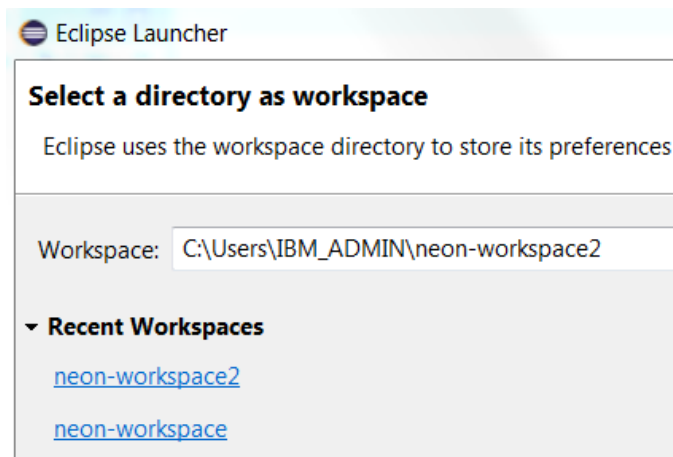 Eclipse Launcher
Select a directory as workspace
Eclipse uses the workspace directory to store its preferences
Workspace: C:\Users\IBM_ADMIN\neon-workspace2
Recent Workspaces
neon-workspace2
neon-workspace